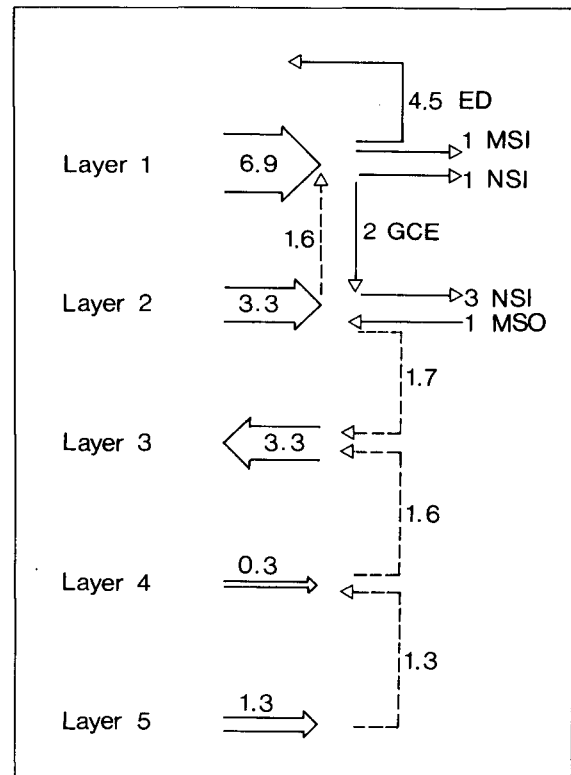 4.5 ED
1 MSI
Layer 1
6.9
1 NSI
1.6
2 GCE
Layer 2
3.3
3 NSI
1 MSO
1.7
Layer 3
3.3
1.6
0.3
Layer 4
1.3
1.3
Layer 5